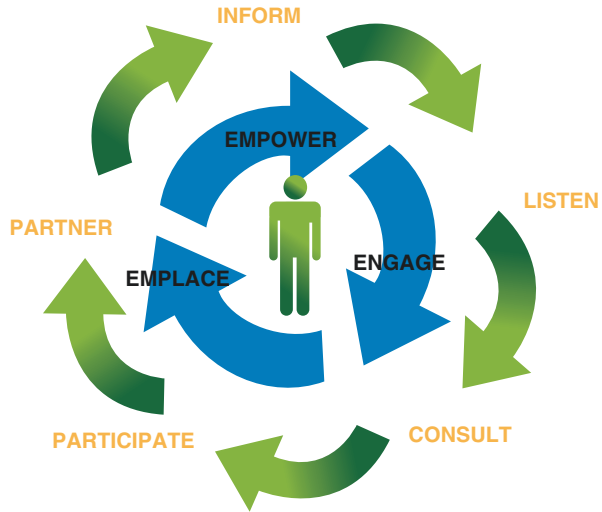 INFORM
EMPOWER
LISTEN
PARTNER
ENGAGE
EMPLACE
CONSULT
PARTICIPATE